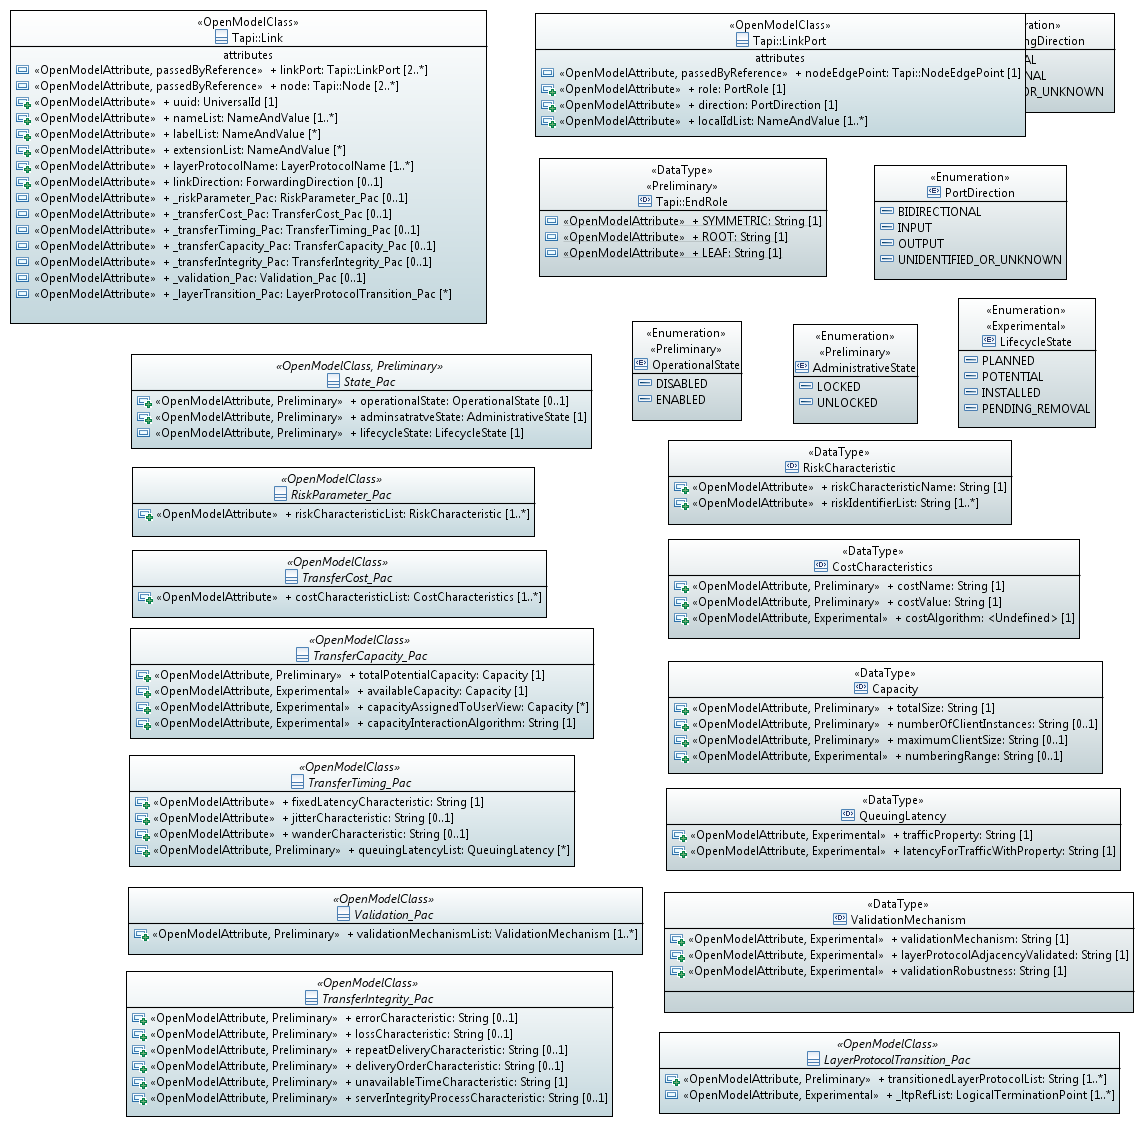 «OpenModelClass»
Tapi::Link
attributes
«OpenModelAttribute, passedByReference» + linkPort: Tapi::LinkPort [2..*]
«OpenModelAttribute, passedByReference» + node: Tapi::Node [2..*]
«OpenModelAttribute» + uuid: UniversalId [1]
«OpenModelAttribute» + nameList: NameAndValue [1..*]
«OpenModelAttribute» + labelList: NameAndValue [*]
«OpenModelAttribute» + extensionList: NameAndValue [*]
«OpenModelAttribute» + layerProtocolName: LayerProtocolName [1..*]
«OpenModelAttribute» + linkDirection: ForwardingDirection [0..1]
«OpenModelAttribute» + _riskParameter_Pac: RiskParameter_Pac [0..1]
«OpenModelAttribute» + _transferCost_Pac: TransferCost_Pac [0..1]
«OpenModelAttribute» + _transferTiming_Pac: TransferTiming_Pac [0..1]
«OpenModelAttribute» + _transferCapacity_Pac: TransferCapacity_Pac [0..1]
«OpenModelAttribute» + _transferIntegrity_Pac: TransferIntegrity_Pac [0..1]
«OpenModelAttribute» + _validation_Pac: Validation_Pac [0..1]
«OpenModelAttribute» + _layerTransition_Pac: LayerProtocolTransition_Pac [*]
«OpenModelClass»
Tapi::LinkPort
attributes
«OpenModelAttribute, passedByReference» + nodeEdgePoint: Tapi::NodeEdgePoint [1]
«OpenModelAttribute» + role: PortRole [1]
«OpenModelAttribute» + direction: PortDirection [1]
«OpenModelAttribute» + localIdList: NameAndValue [1..*]
ration»
ngDirection
AL
NAL
OR_UNKNOWN
«DataType»
«Preliminary»
Tapi::EndRole
«OpenModelAttribute» + SYMMETRIC: String [1]
«OpenModelAttribute» + ROOT: String [1]
«OpenModelAttribute» + LEAF: String [1]
«Enumeration»
PortDirection
BIDIRECTIONAL
INPUT
OUTPUT
UNIDENTIFIED_OR_UNKNOWN
«Enumeration»
«Preliminary»
OperationalState
DISABLED
ENABLED
«Enumeration»
«Preliminary»
AdministrativeState
LOCKED
UNLOCKED
«Enumeration»
«Experimental»
LifecycleState
PLANNED
POTENTIAL
INSTALLED
PENDING_REMOVAL
«OpenModelClass, Preliminary»
State_Pac
«OpenModelAttribute, Preliminary» + operationalState: OperationalState [0..1]
«OpenModelAttribute, Preliminary» + adminsatratveState: AdministrativeState [1]
«OpenModelAttribute, Preliminary» + lifecycleState: LifecycleState [1]
«OpenModelClass»
RiskParameter_Pac
«OpenModelAttribute» + riskCharacteristicList: RiskCharacteristic [1..*]
«DataType»
RiskCharacteristic
«OpenModelAttribute» + riskCharacteristicName: String [1]
«OpenModelAttribute» + riskIdentifierList: String [1..*]
«OpenModelClass»
TransferCost_Pac
«OpenModelAttribute» + costCharacteristicList: CostCharacteristics [1..*]
«DataType»
CostCharacteristics
«OpenModelAttribute, Preliminary» + costName: String [1]
«OpenModelAttribute, Preliminary» + costValue: String [1]
«OpenModelAttribute, Experimental» + costAlgorithm: <Undefined> [1]
«OpenModelClass»
TransferCapacity_Pac
«OpenModelAttribute, Preliminary» + totalPotentialCapacity: Capacity [1]
«OpenModelAttribute, Experimental» + availableCapacity: Capacity [1]
«OpenModelAttribute, Experimental» + capacityAssignedToUserView: Capacity [*]
«OpenModelAttribute, Experimental» + capacityInteractionAlgorithm: String [1]
«DataType»
Capacity
«OpenModelAttribute, Preliminary» + totalSize: String [1]
«OpenModelAttribute, Preliminary» + numberOfClientInstances: String [0..1]
«OpenModelAttribute, Preliminary» + maximumClientSize: String [0..1]
«OpenModelAttribute, Experimental» + numberingRange: String [0..1]
«OpenModelClass»
TransferTiming_Pac
«OpenModelAttribute» + fixedLatencyCharacteristic: String [1]
«OpenModelAttribute» + jitterCharacteristic: String [0..1]
«OpenModelAttribute» + wanderCharacteristic: String [0..1]
«OpenModelAttribute, Preliminary» + queuingLatencyList: QueuingLatency [*]
«DataType»
QueuingLatency
«OpenModelAttribute, Experimental» + trafficProperty: String [1]
«OpenModelAttribute, Experimental» + latencyForTrafficWithProperty: String [1]
«OpenModelClass»
Validation_Pac
«OpenModelAttribute, Preliminary» + validationMechanismList: ValidationMechanism [1..*]
«DataType»
ValidationMechanism
«OpenModelAttribute, Experimental» + validationMechanism: String [1]
«OpenModelAttribute, Experimental» + layerProtocolAdjacencyValidated: String [1]
«OpenModelAttribute, Experimental» + validationRobustness: String [1]
«OpenModelClass»
TransferIntegrity_Pac
«OpenModelAttribute, Preliminary» + errorCharacteristic: String [0..1]
«OpenModelAttribute, Preliminary» + lossCharacteristic: String [0..1]
«OpenModelAttribute, Preliminary» + repeatDeliveryCharacteristic: String [0..1]
«OpenModelAttribute, Preliminary» + deliveryOrderCharacteristic: String [0..1]
«OpenModelAttribute, Preliminary» + unavailableTimeCharacteristic: String [1]
«OpenModelAttribute, Preliminary» + serverIntegrityProcessCharacteristic: String [0..1]
«OpenModelClass»
LayerProtocolTransition_Pac
«OpenModelAttribute, Preliminary» + transitionedLayerProtocolList: String [1..*]
«OpenModelAttribute, Experimental» + _ltpRefList: LogicalTerminationPoint [1..*]